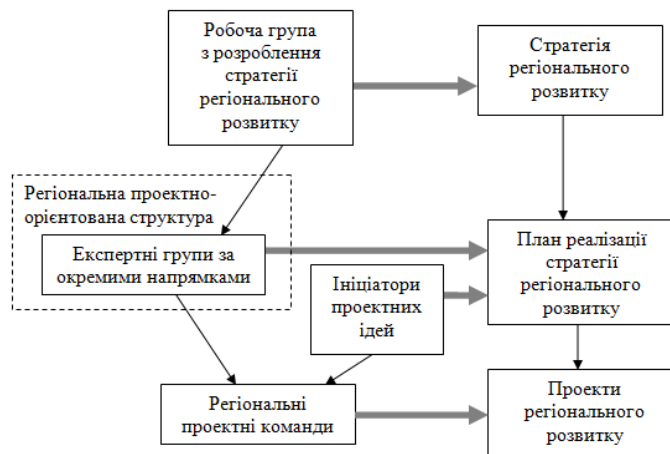 Робоча група
з розроблення
стратегії
регіонального
розвитку
Стратегія
регіонального
розвитку
Регіональна проектно-
орієнтована структура
Експертні групи за
окремими напрямками
План реалізації
стратегії
регіонального
розвитку
Ініціатори
проектних
ідей
Регіональні
проектні команди
Проекти
регіонального
розвитку